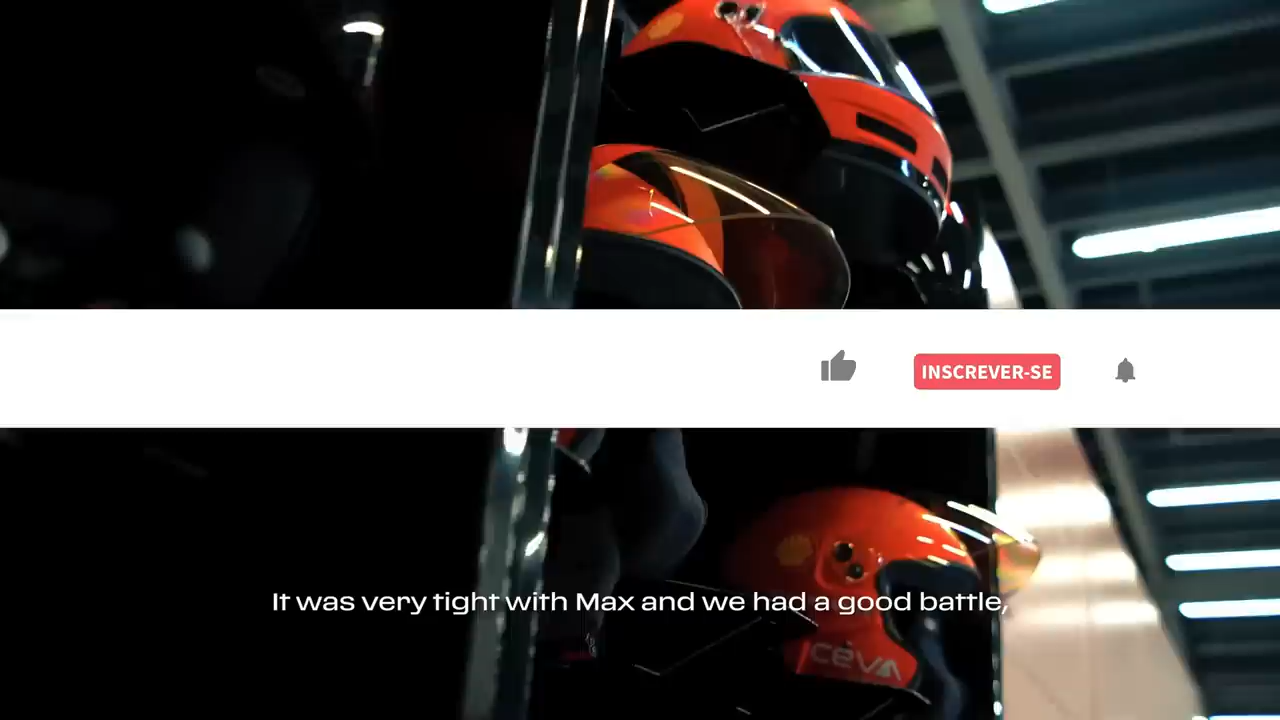 INSCREVER-SE
It was very tight with Max and we had a good battle,
CEVA